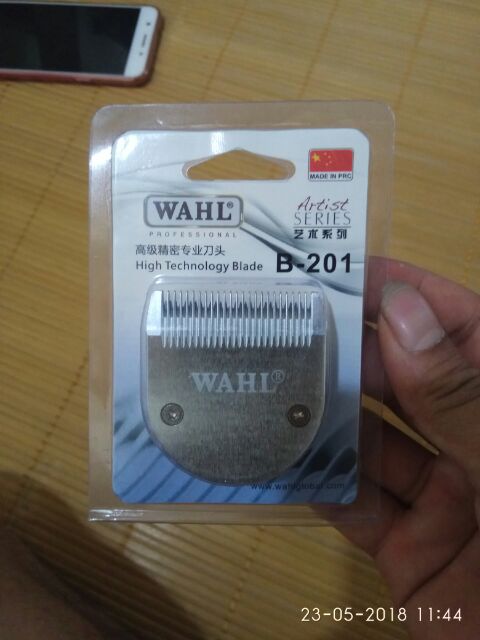 MADE IN PRC
WAHL®
PROFESSIONAL
Artist
SERIES
艺术系列
高级精密专业刀头
High Technology Blade
B-201
WAHL®
www.wahlglobal.com
23-05-2018 11:44